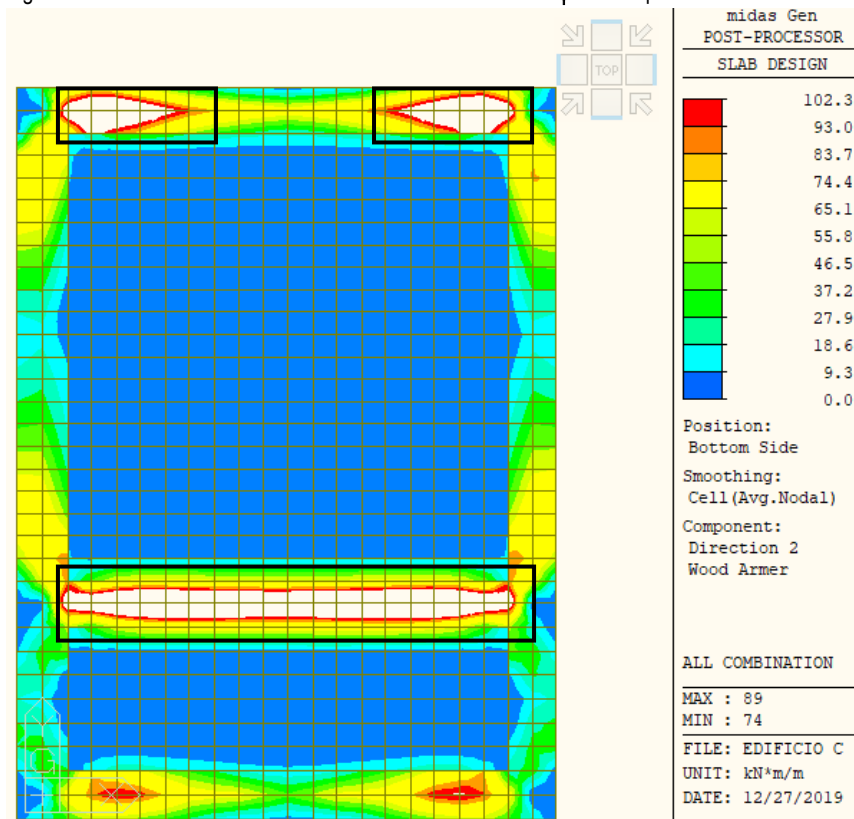 midas Gen
POST-PROCESSOR
SLAB DESIGN
TOP
102.3
93.0
83.7
74.4
65.1
55.8
46.5
37.2
27.9
18.6
9.3
0.0
Position:
Bottom Side
Smoothing:
Cell(Avg.Nodal)
Component:
Direction 2
Wood Armer
ALL COMBINATION
MAX : 89
MIN : 74
FILE: EDIFICIO C
UNIT: kN*m/m
DATE: 12/27/2019